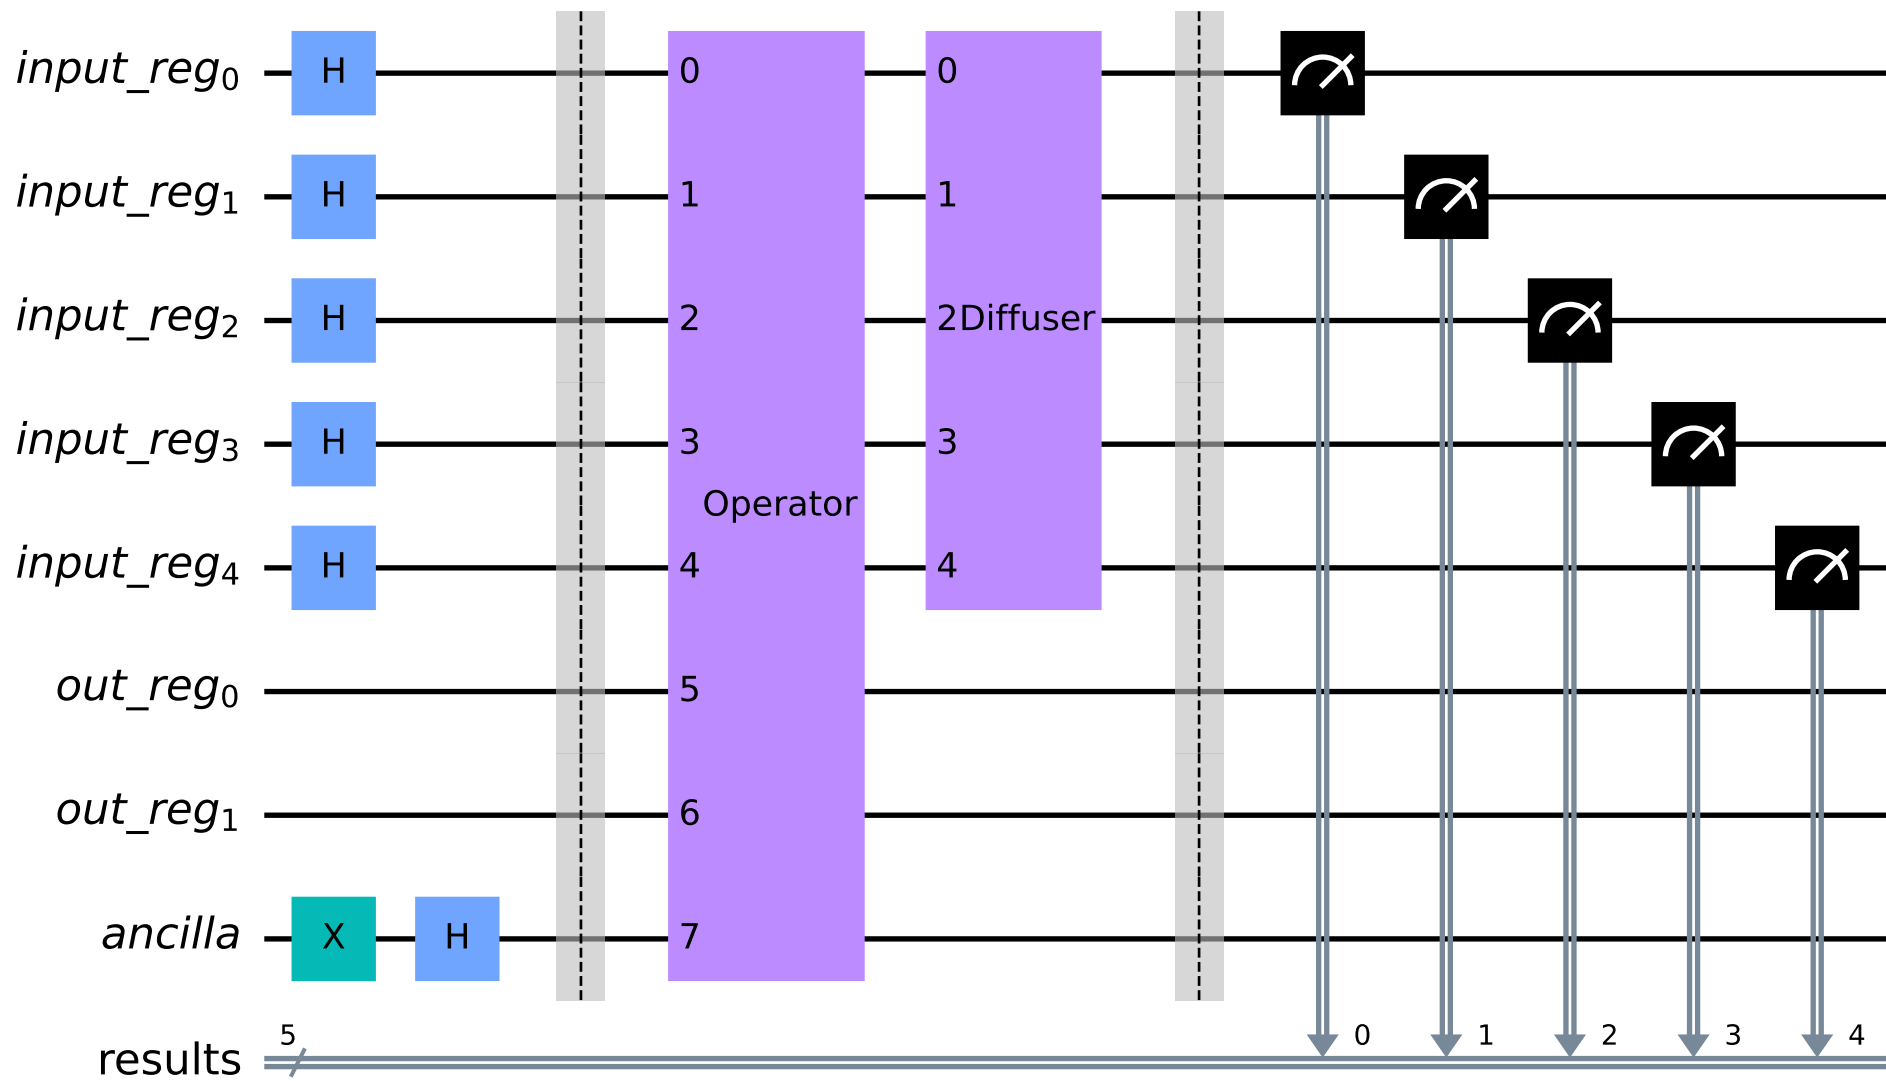 input_reg₀ H 0 0
input_reg₁ H 1 1
input_reg₂ H 2 2Diffuser
input_reg₃ H 3 3
Operator
input_reg₄ H 4 4
out_reg₀ 5
out_reg₁ 6
ancilla X H 7
5 0 1 2 3 4
results